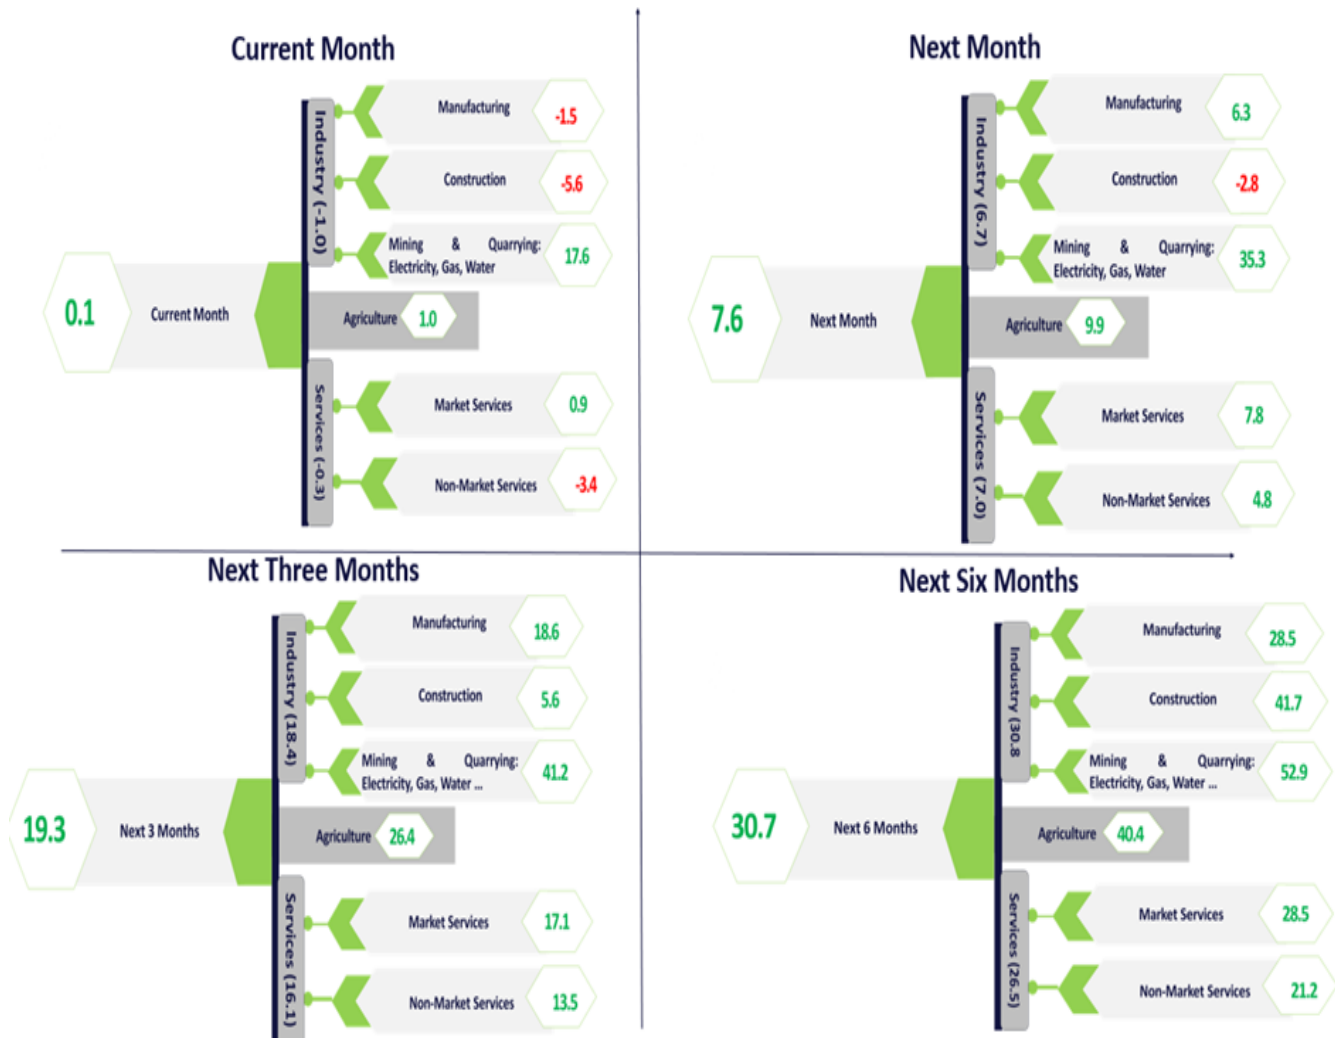 Current Month
Manufacturing
-1.5
Construction
-5.6
Industry (-1.0)
Mining & Quarrying:
Electricity, Gas, Water
17.6
0.1
Current Month
Agriculture
1.0
Market Services
0.9
Services (-0.3)
Non-Market Services
-3.4
Next Month
Manufacturing
6.3
Construction
-2.8
Industry (6.7)
Mining & Quarrying:
Electricity, Gas, Water
35.3
7.6
Next Month
Agriculture
9.9
Market Services
7.8
Services (7.0)
Non-Market Services
4.8
Next Three Months
Manufacturing
18.6
Construction
5.6
Industry (18.4)
Mining & Quarrying:
Electricity, Gas, Water ...
41.2
19.3
Next 3 Months
Agriculture
26.4
Market Services
17.1
Services (16.1)
Non-Market Services
13.5
Next Six Months
Manufacturing
28.5
Construction
41.7
Industry (30.8
Mining & Quarrying:
Electricity, Gas, Water ...
52.9
30.7
Next 6 Months
Agriculture
40.4
Market Services
28.5
Services (26.5)
Non-Market Services
21.2